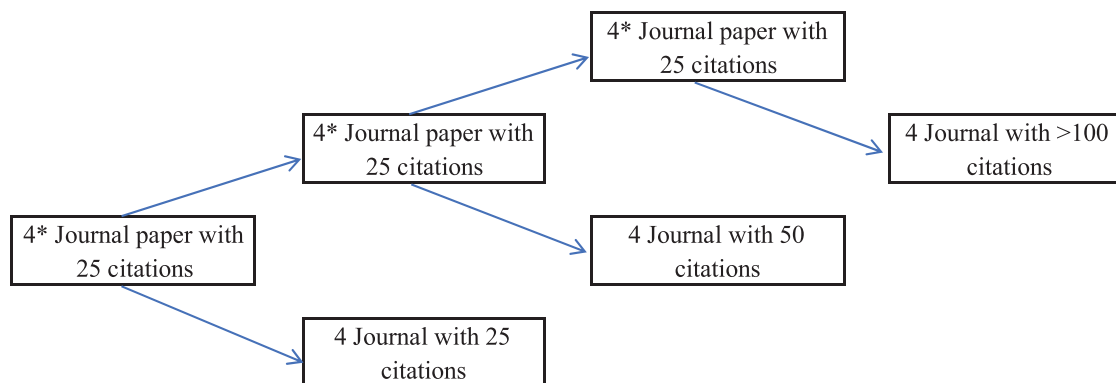 4* Journal paper with
25 citations
4* Journal paper with
25 citations
4 Journal with >100
citations
4* Journal paper with
25 citations
4 Journal with 50
citations
4 Journal with 25
citations